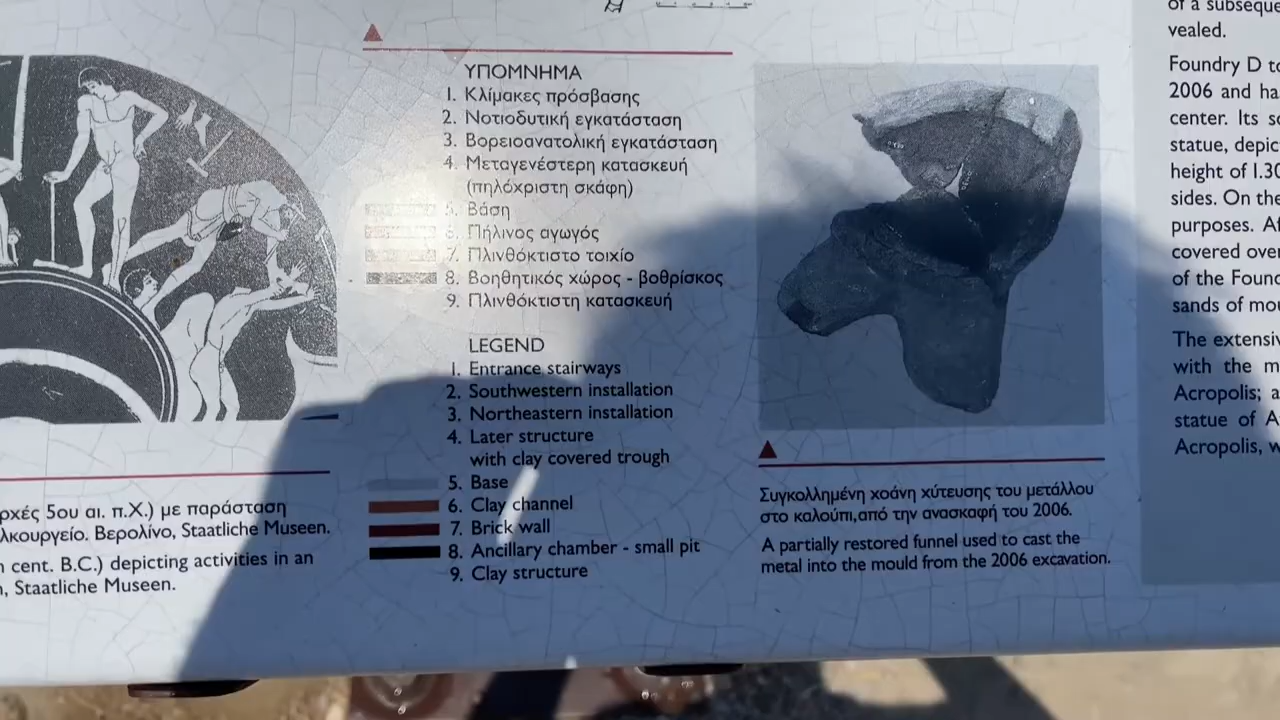 ρχές 5ου αι. π.Χ.) με παράσταση
λκουργείο. Βερολίνο, Staatliche Museen.
cent. B.C.) depicting activities in an
, Staatliche Museen.
ΥΠΟΜΝΗΜΑ
1. Κλίμακες πρόσβασης
2. Νοτιοδυτική εγκατάσταση
3. Βορειοανατολική εγκατάσταση
4. Μεταγενέστερη κατασκευή
(πηλόχριστη σκάφη)
5. Βάση
6. Πήλινος αγωγός
7. Πλινθόκτιστο τοιχίο
8. Βοηθητικός χώρος - βοθρίσκος
9. Πλινθόκτιστη κατασκευή
LEGEND
1. Entrance stairways
2. Southwestern installation
3. Northeastern installation
4. Later structure
with clay covered trough
5. Base
6. Clay channel
7. Brick wall
8. Ancillary chamber - small pit
9. Clay structure
Συγκολλημένη χοάνη χύτευσης του μετάλλου
στο καλούπι,από την ανασκαφή του 2006.
A partially restored funnel used to cast the
metal into the mould from the 2006 excavation.
of a subseque
vealed.
Foundry D to
2006 and ha
center. Its
statue, depic
height of 1.30
sides. On the
purposes. A
covered over
of the Foun
sands of mo
The extensiv
with the m
Acropolis; a
statue of A
Acropolis, w